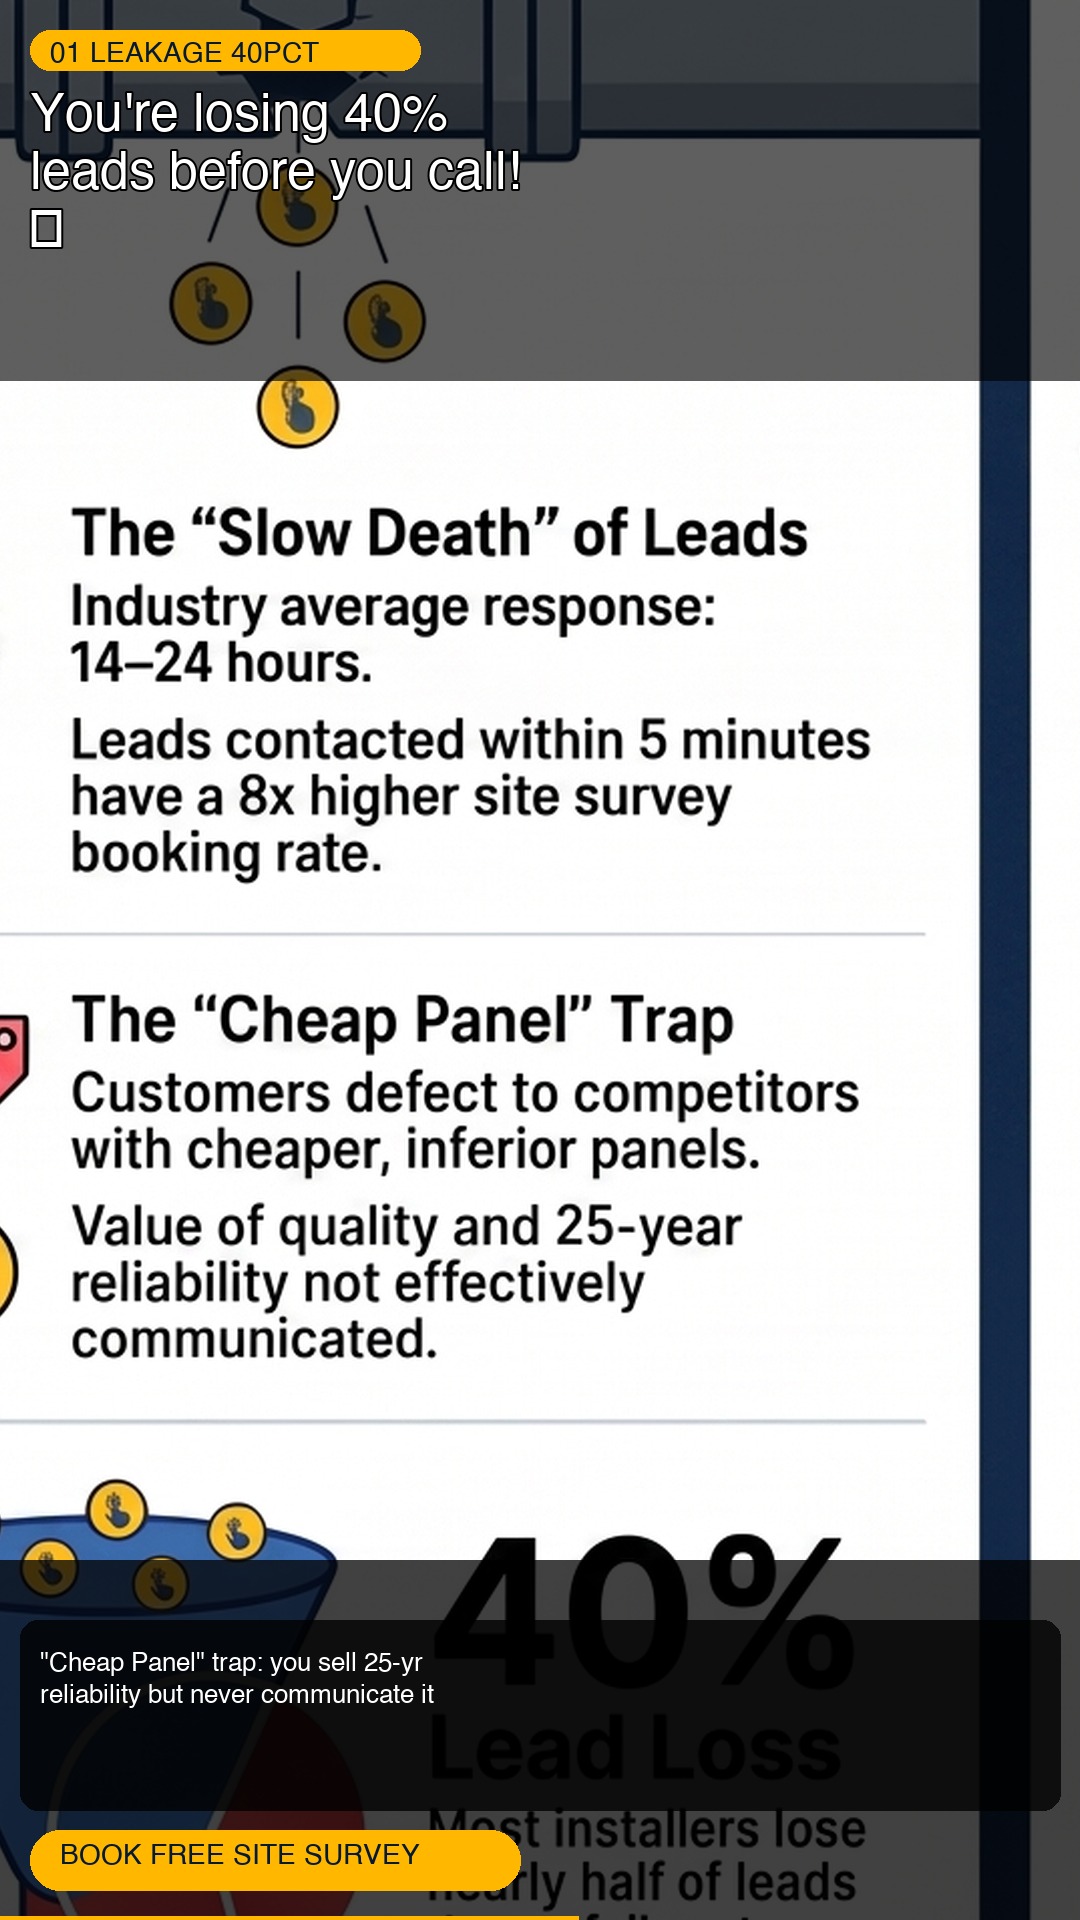 01 LEAKAGE 40PCT
You're losing 40%
leads before you call!
The “Slow Death” of Leads
Industry average response:
14–24 hours.
Leads contacted within 5 minutes
have a 8x higher site survey
booking rate.
The “Cheap Panel” Trap
Customers defect to competitors
with cheaper, inferior panels.
Value of quality and 25-year
reliability not effectively
communicated.
40%
"Cheap Panel" trap: you sell 25-yr
reliability but never communicate it
Lead Loss
Most installers lose
BOOK FREE SITE SURVEY
nearly half of leads